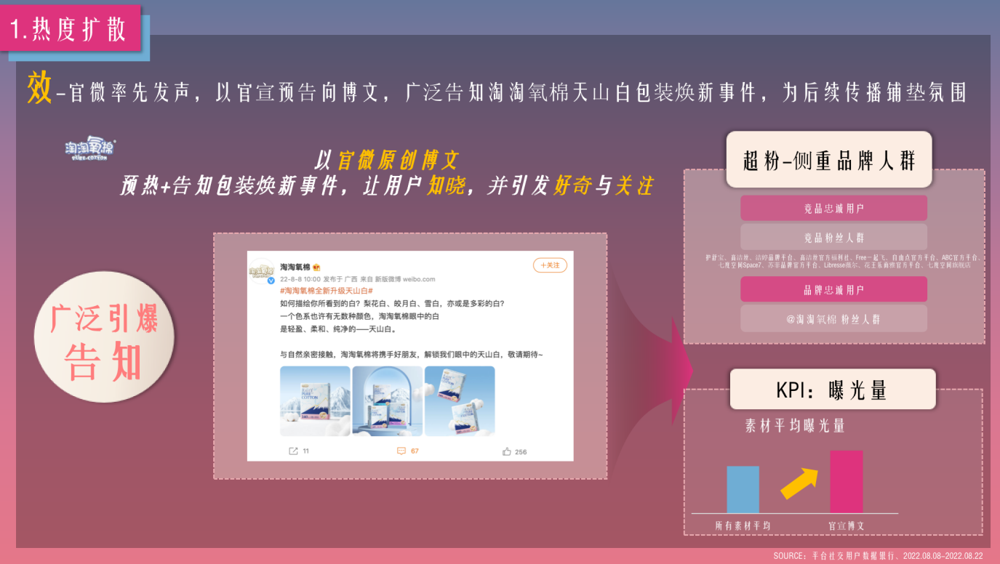 1.热度扩散
效-官微率先发声，以官宣预告向博文，广泛告知淘淘氧棉天山白包装焕新事件，为后续传播铺垫氛围
淘淘氧棉
PURE COTTON
以官微原创博文
预热+告知包装焕新事件，让用户知晓，并引发好奇与关注
广泛引爆
告知
淘淘氧棉
+关注
22-8-8 10:00 发布于 广西 来自 新版微博 weibo.com
#淘淘氧棉全新升级天山白#
如何描绘你所看到的白？梨花白、皎月白、雪白，亦或是多彩的白？
一个色系也许有无数种颜色，淘淘氧棉眼中的白
是轻盈、柔和、纯净的——天山白。
与自然亲密接触，淘淘氧棉将携手好朋友，解锁我们眼中的天山白，敬请期待~
PURE
COTTON
11
67
256
超粉-侧重品牌人群
竞品忠诚用户
竞品粉丝人群
护舒宝、高洁丝、洁婷品牌平台、高洁丝官方福利社、Free一起飞、自由点官方平台、ABC官方平台、
七度空间Space7、苏菲品牌官方平台、Libresse薇尔、花王乐而雅官方平台、七度空间旗舰店
品牌忠诚用户
@淘淘氧棉 粉丝人群
KPI：曝光量
素材平均曝光量
所有素材平均
官宣博文
SOURCE：平台社交用户数据银行、2022.08.08-2022.08.22